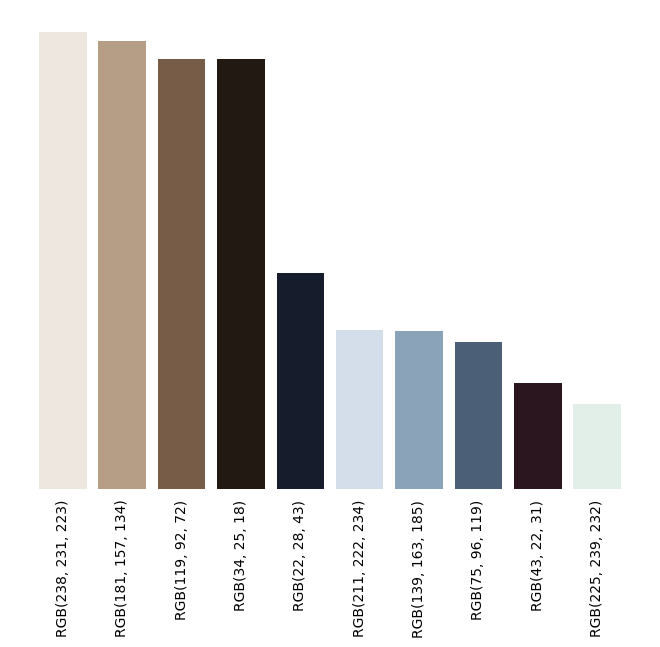 RGB(238, 231, 223)
RGB(181, 157, 134)
RGB(119, 92, 72)
RGB(34, 25, 18)
RGB(22, 28, 43)
RGB(211, 222, 234)
RGB(139, 163, 185)
RGB(75, 96, 119)
RGB(43, 22, 31)
RGB(225, 239, 232)